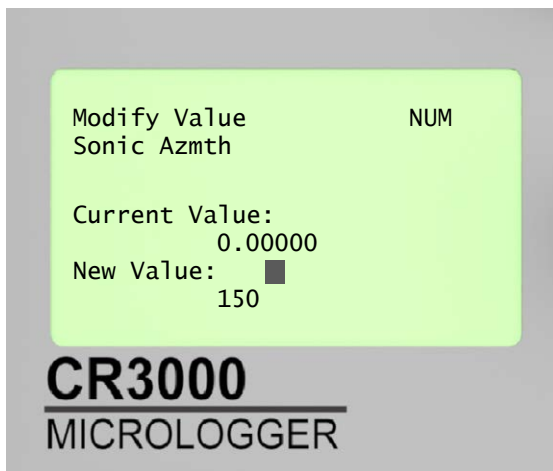 Modify Value NUM
Sonic Azmth
Current Value:
0.00000
New Value:
150
CR3000
MICROLOGGER